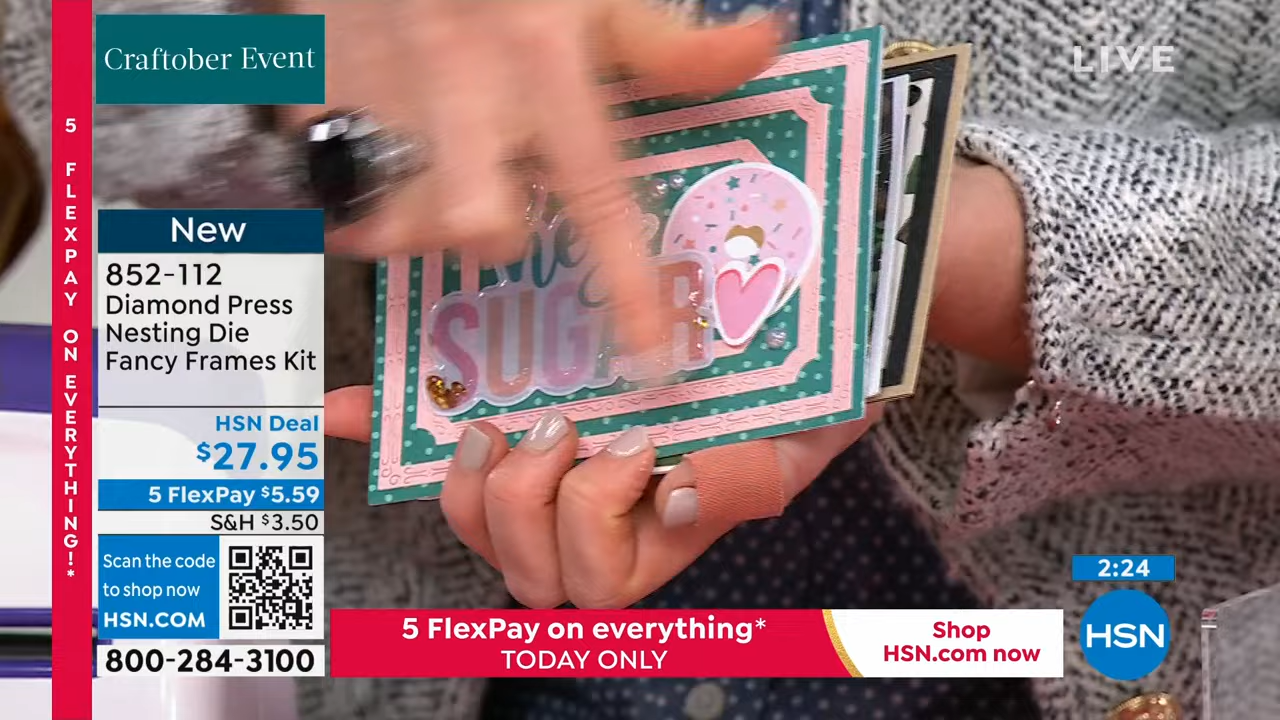 Craftober Event
LIVE
5 FLEXPAY ON EVERYTHING!*
New
852-112
Diamond Press
Nesting Die
Fancy Frames Kit
HSN Deal
$27.95
5 FlexPay $5.59
S&H $3.50
Scan the code
to shop now
HSN.COM
800-284-3100
SUGAR
5 FlexPay on everything*
TODAY ONLY
Shop
HSN.com now
2:24
HSN